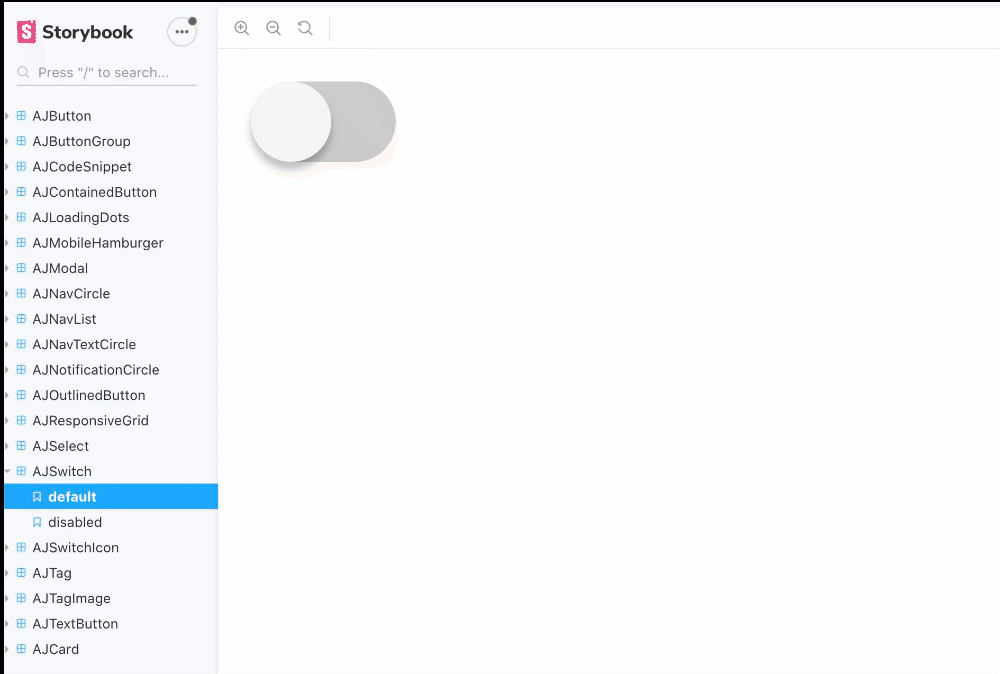 Storybook
Press "/" to search...
AJButton
AJButtonGroup
AJCodeSnippet
AJContainedButton
AJLoadingDots
AJMobileHamburger
AJModal
AJNavCircle
AJNavList
AJNavTextCircle
AJNotificationCircle
AJOutlinedButton
AJResponsiveGrid
AJSelect
AJSwitch
default
disabled
AJSwitchIcon
AJTag
AJTagImage
AJTextButton
AJCard